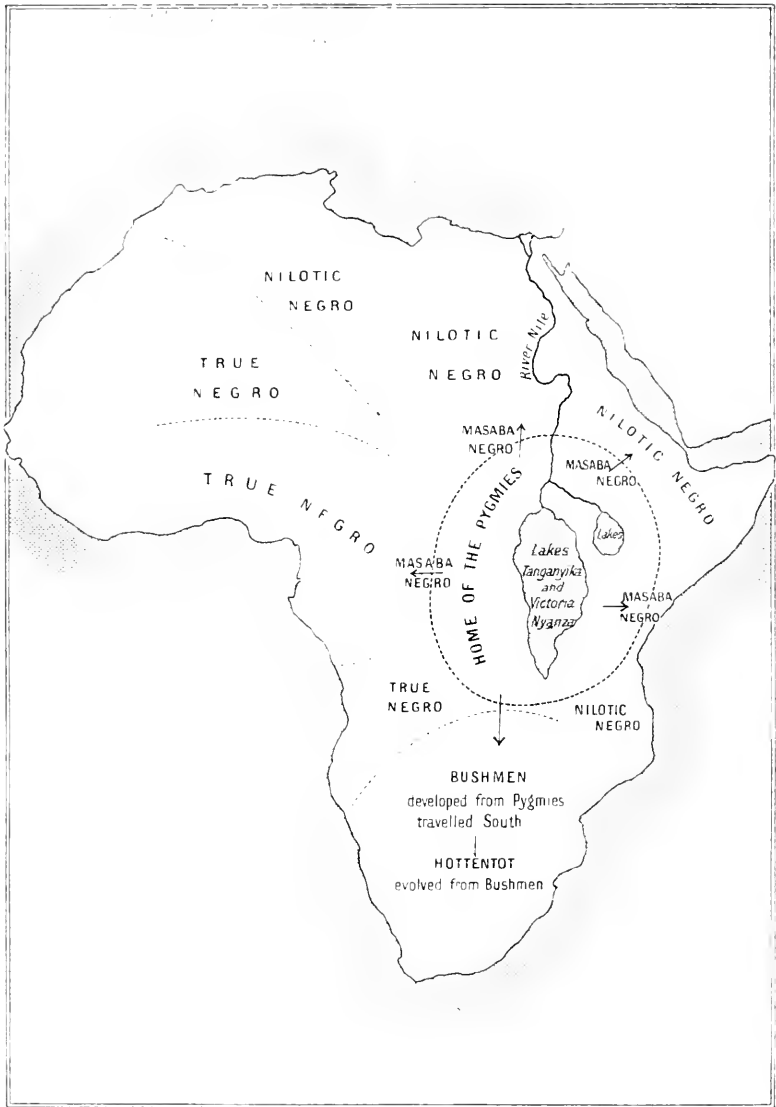 NILOTIC
NEGRO
NILOTIC
NEGRO
River Nile
TRUE
NEGRO
NILOTIC NEGRO
MASABA
NEGRO
MASABA
NEGRO
TRUE NEGRO
HOME OF THE PYGMIES
Lakes
Lakes
Tanganyika
and
Victoria
Nyanza
MASABA
NEGRO
MASABA
NEGRO
TRUE
NEGRO
NILOTIC
NEGRO
BUSHMEN
developed from Pygmies
travelled South
HOTTENTOT
evolved from Bushmen